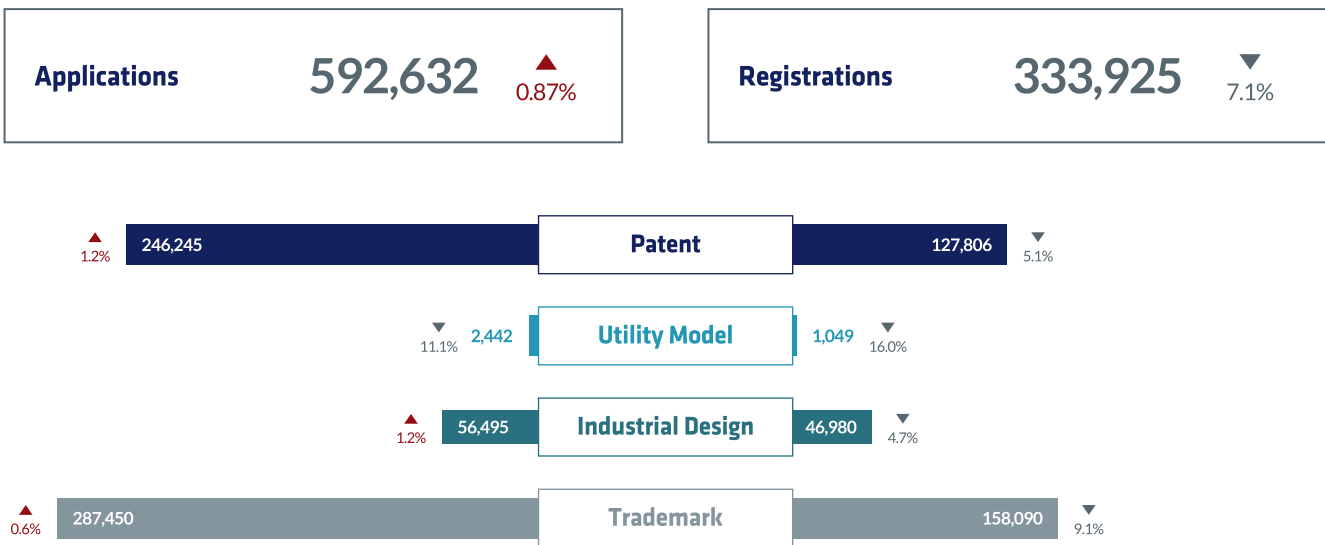 Applications 592,632 ▲ 0.87%
Registrations 333,925 ▼ 7.1%
▲ 1.2% 246,245 Patent 127,806 ▼ 5.1%
▼ 11.1% 2,442 Utility Model 1,049 ▼ 16.0%
▲ 1.2% 56,495 Industrial Design 46,980 ▼ 4.7%
▲ 0.6% 287,450 Trademark 158,090 ▼ 9.1%